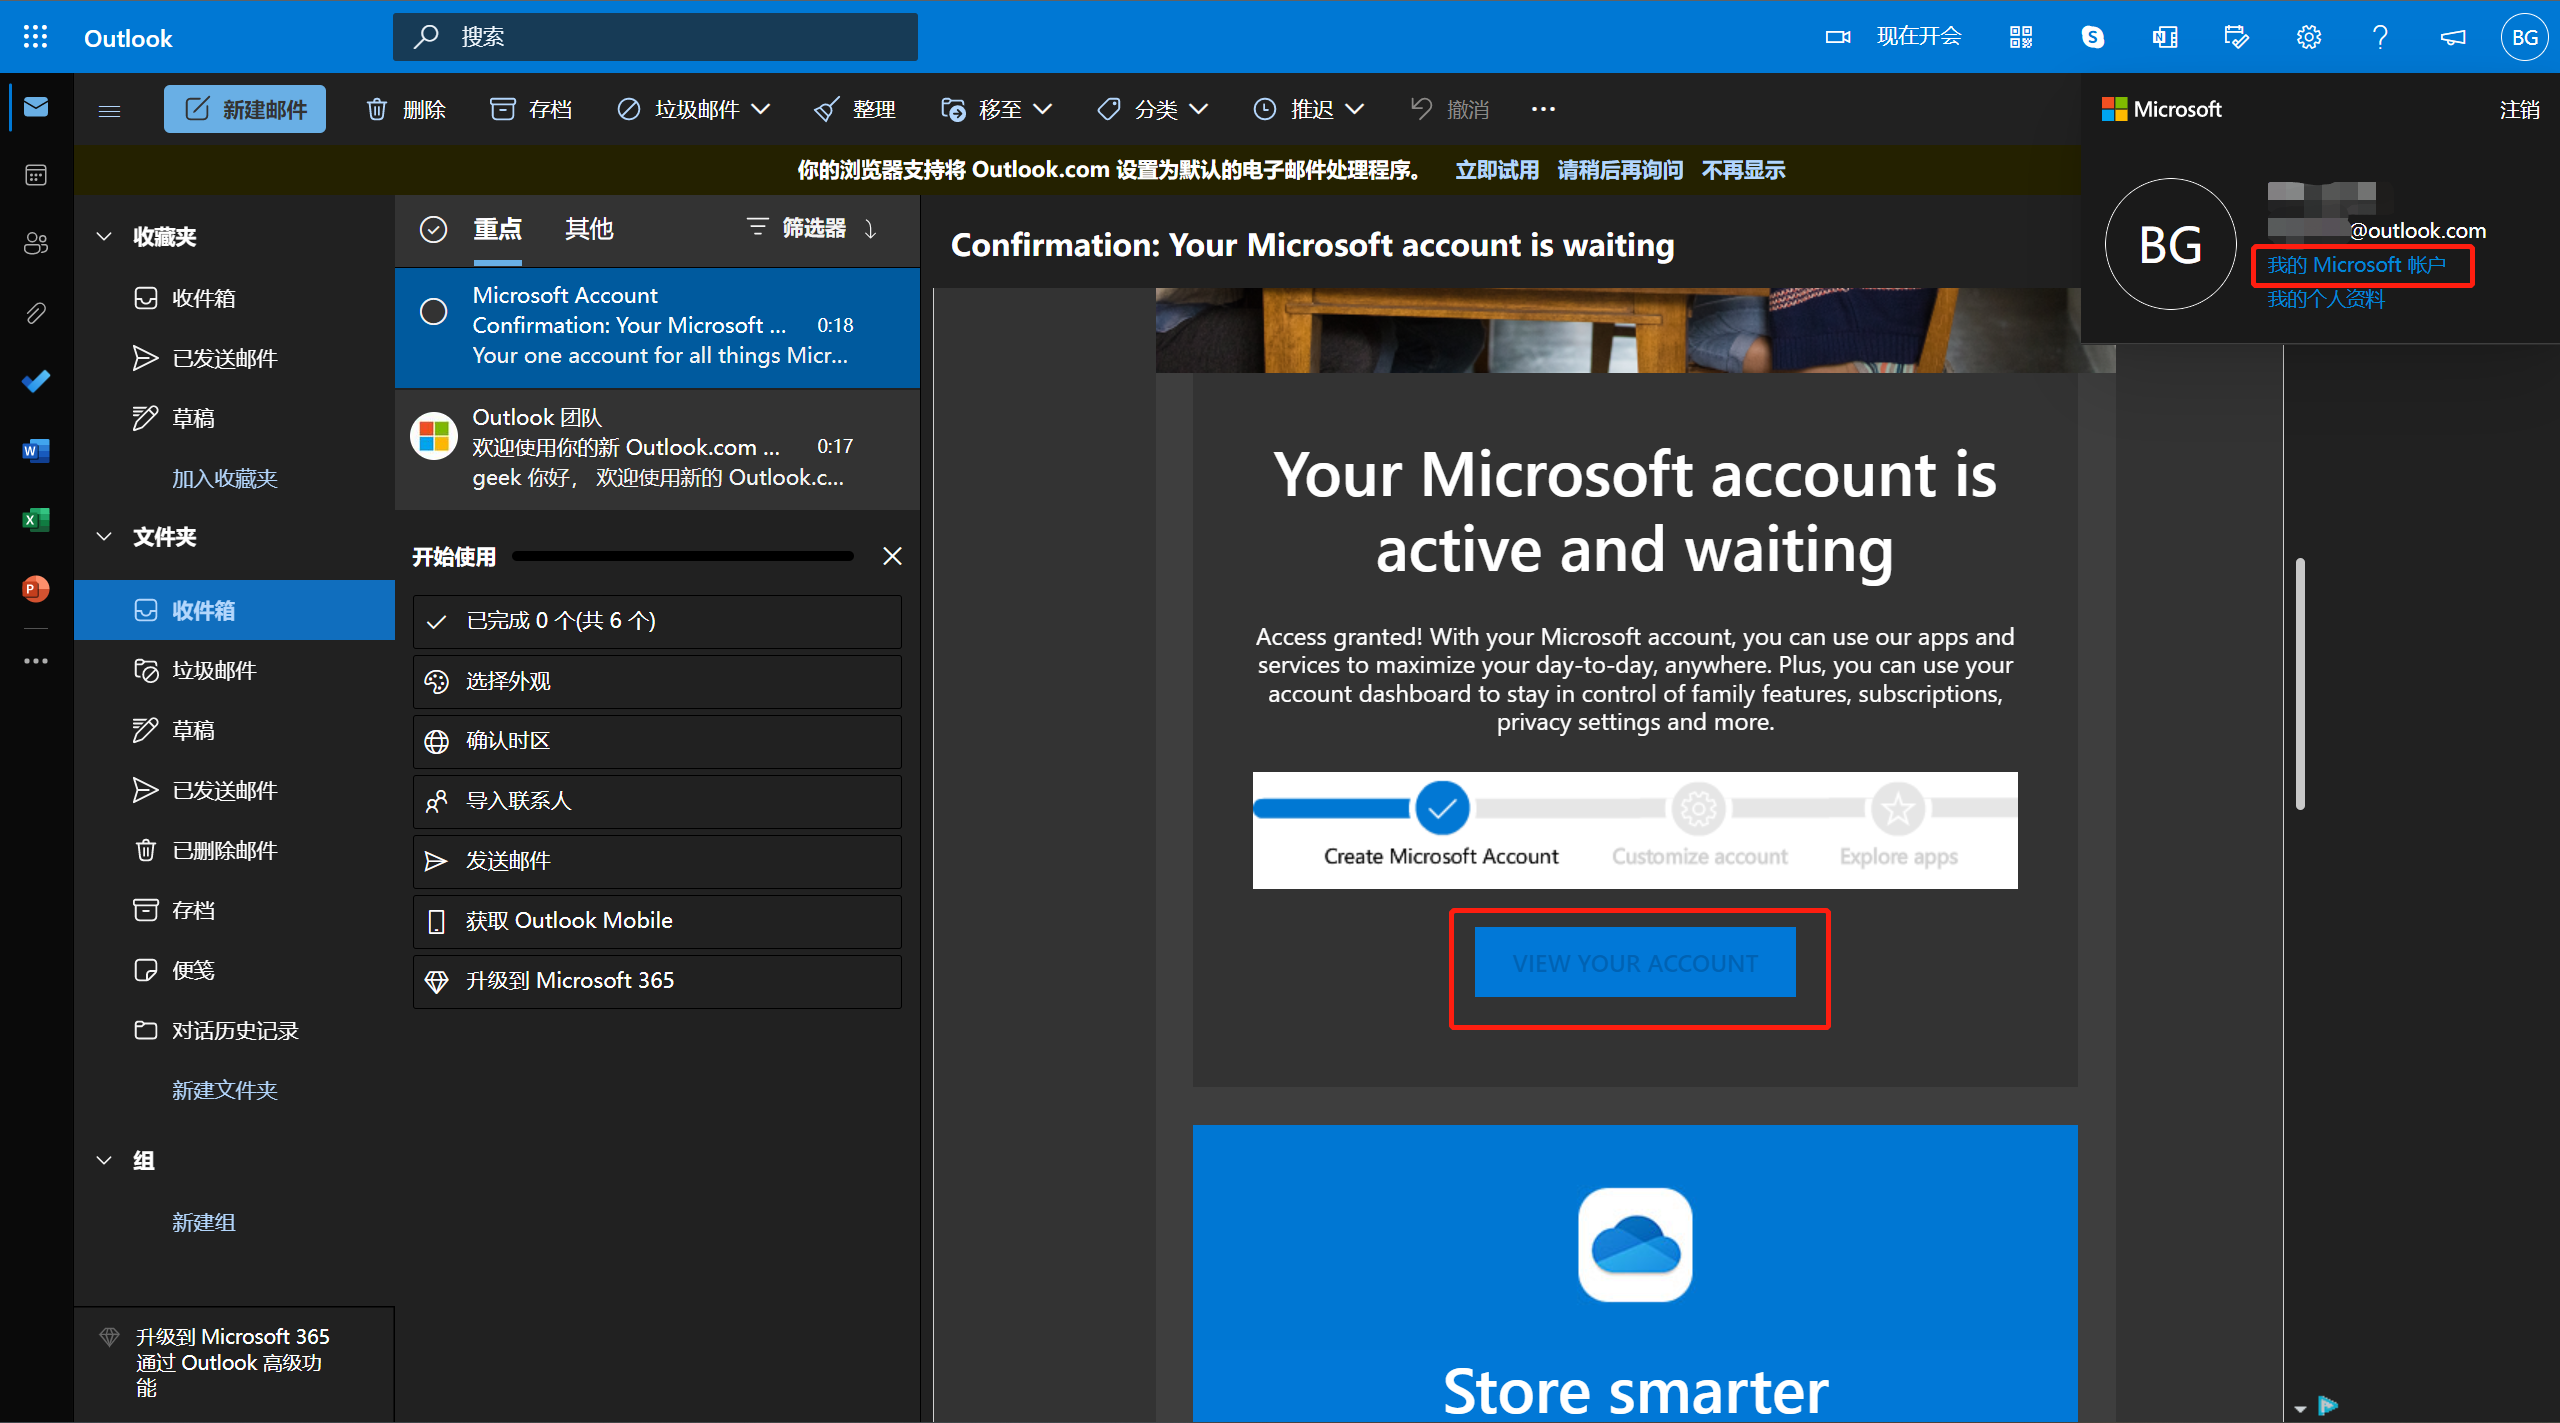 Outlook
搜索
现在开会
BG
新建邮件
删除
存档
垃圾邮件
整理
移至
分类
推迟
撤消
Microsoft
注销
你的浏览器支持将 Outlook.com 设置为默认的电子邮件处理程序。 立即试用 请稍后再询问 不再显示
BG
@outlook.com
我的 Microsoft 帐户
我的个人资料
收藏夹
收件箱
已发送邮件
草稿
加入收藏夹
文件夹
收件箱
垃圾邮件
草稿
已发送邮件
已删除邮件
存档
便笺
对话历史记录
新建文件夹
组
新建组
升级到 Microsoft 365
通过 Outlook 高级功
能
重点
其他
筛选器
Microsoft Account
Confirmation: Your Microsoft ... 0:18
Your one account for all things Micr...
Outlook 团队
欢迎使用你的新 Outlook.com ... 0:17
geek 你好， 欢迎使用新的 Outlook.c...
开始使用
已完成 0 个(共 6 个)
选择外观
确认时区
导入联系人
发送邮件
获取 Outlook Mobile
升级到 Microsoft 365
Confirmation: Your Microsoft account is waiting
Your Microsoft account is
active and waiting
Access granted! With your Microsoft account, you can use our apps and
services to maximize your day-to-day, anywhere. Plus, you can use your
account dashboard to stay in control of family features, subscriptions,
privacy settings and more.
Create Microsoft Account
Customize account
Explore apps
VIEW YOUR ACCOUNT
Store smarter